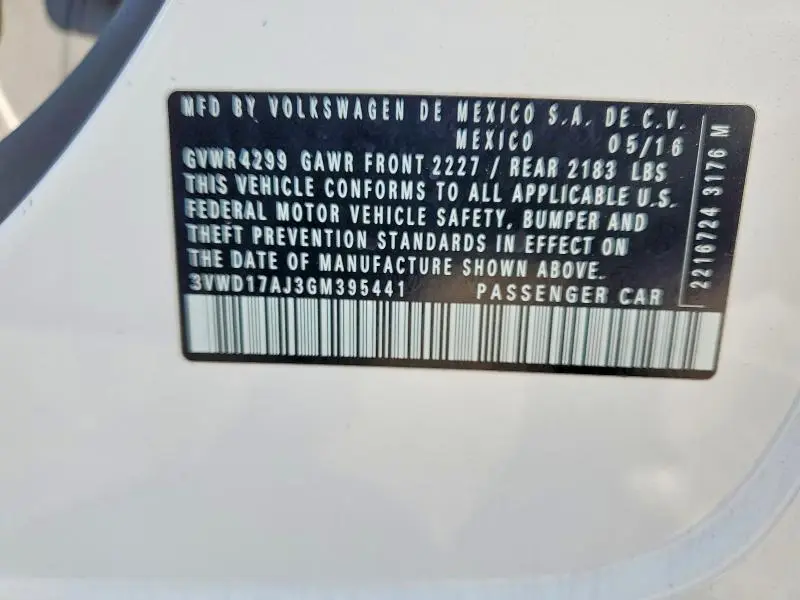 MFD BY VOLKSWAGEN DE MEXICO S.A. DE C.V.
MEXICO 05/16
GVWR 4299 GAWR FRONT 2227 / REAR 2183 LBS
THIS VEHICLE CONFORMS TO ALL APPLICABLE U.S.
FEDERAL MOTOR VEHICLE SAFETY, BUMPER AND
THEFT PREVENTION STANDARDS IN EFFECT ON
THE DATE OF MANUFACTURE SHOWN ABOVE.
3VWD17AJ3GM395441 PASSENGER CAR
2216724 3176 M